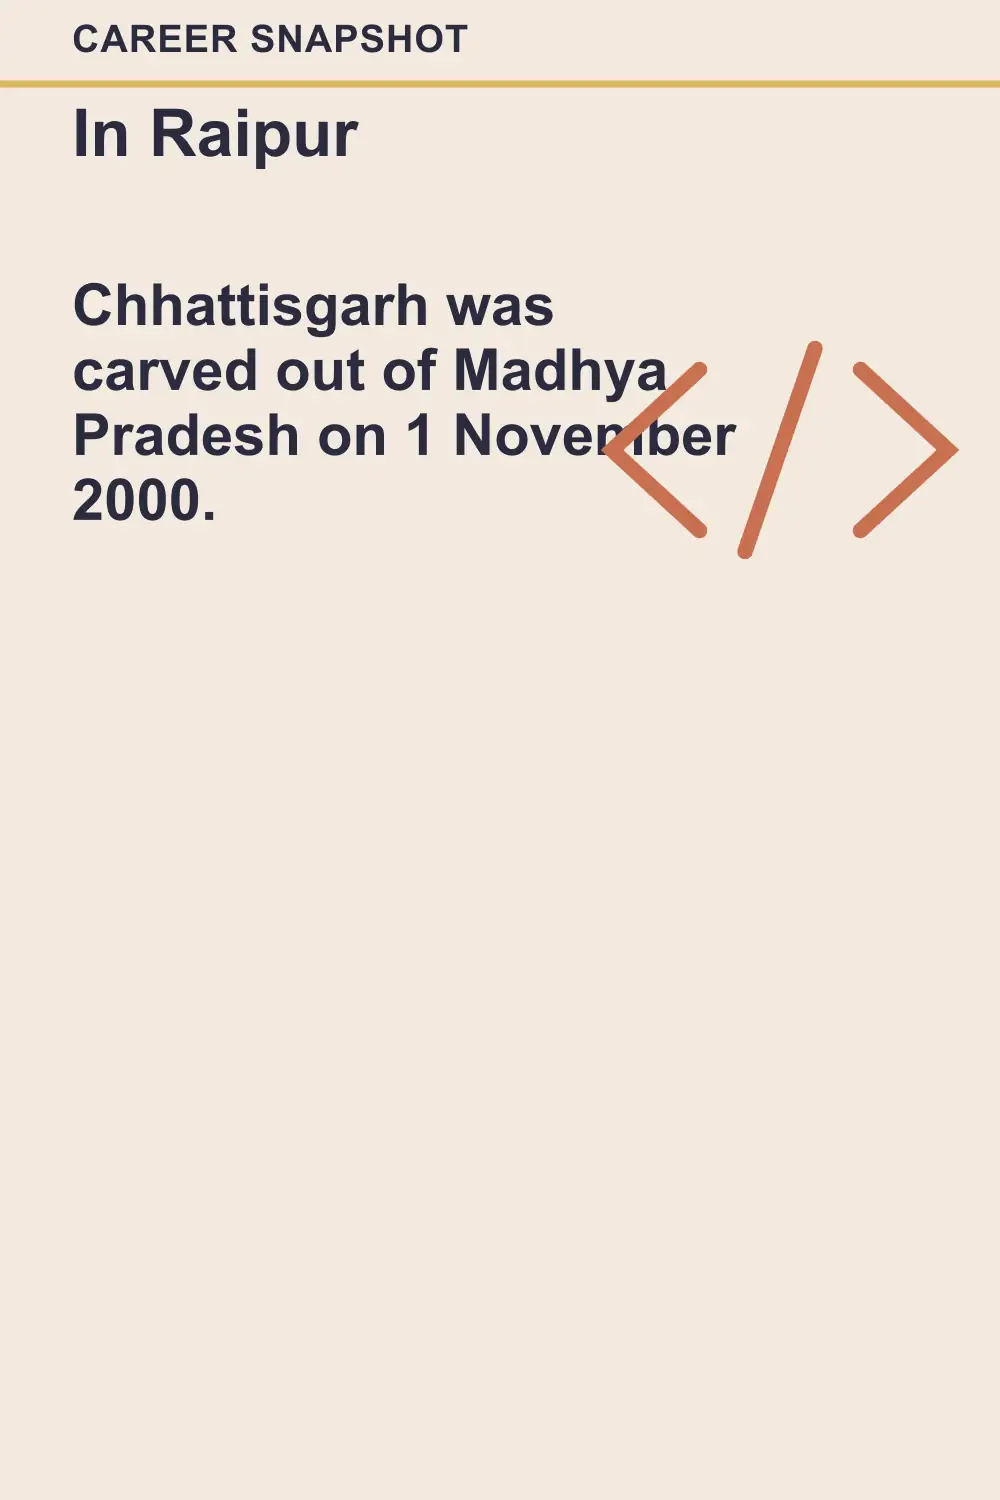 CAREER SNAPSHOT
In Raipur
Chhattisgarh was
carved out of Madhya
Pradesh on 1 November
2000.